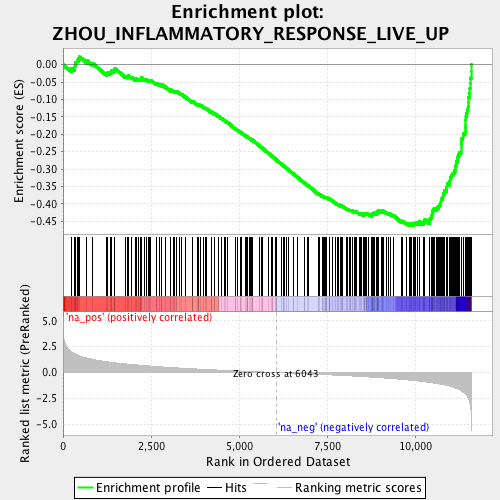 Enrichment plot:
ZHOU_INFLAMMATORY_RESPONSE_LIVE_UP
Enrichment score (ES)
0.00
-0.05
-0.10
-0.15
-0.20
-0.25
-0.30
-0.35
-0.40
-0.45
Ranked list metric (PreRanked)
5.0
2.5
0.0
-2.5
-5.0
'na_pos' (positively correlated)
Zero cross at 6043
'na_neg' (negatively correlated)
0
2,500
5,000
7,500
10,000
Rank in Ordered Dataset
Enrichment profile
Hits
Ranking metric scores